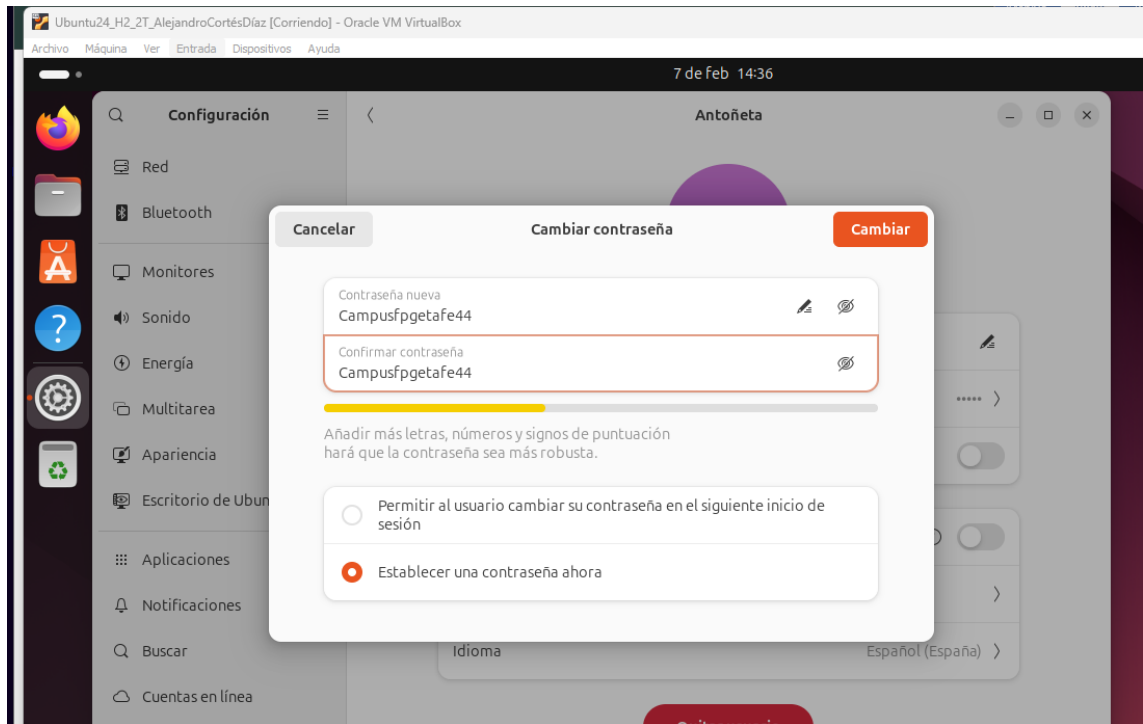 Ubuntu24_H2_2T_AlejandroCortésDíaz [Corriendo] - Oracle VM VirtualBox
Archivo Máquina Ver Entrada Dispositivos Ayuda
7 de feb 14:36
Configuración
Antoñeta
Red
Bluetooth
Cancelar
Cambiar contraseña
Cambiar
Monitores
Contraseña nueva
Campusfpgetafe44
Sonido
Confirmar contraseña
Campusfpgetafe44
Energía
Multitarea
Añadir más letras, números y signos de puntuación
hará que la contraseña sea más robusta.
Apariencia
Escritorio de Ubun
Permitir al usuario cambiar su contraseña en el siguiente inicio de
sesión
Aplicaciones
Establecer una contraseña ahora
Notificaciones
Buscar
Idioma
Español (España)
Cuentas en línea